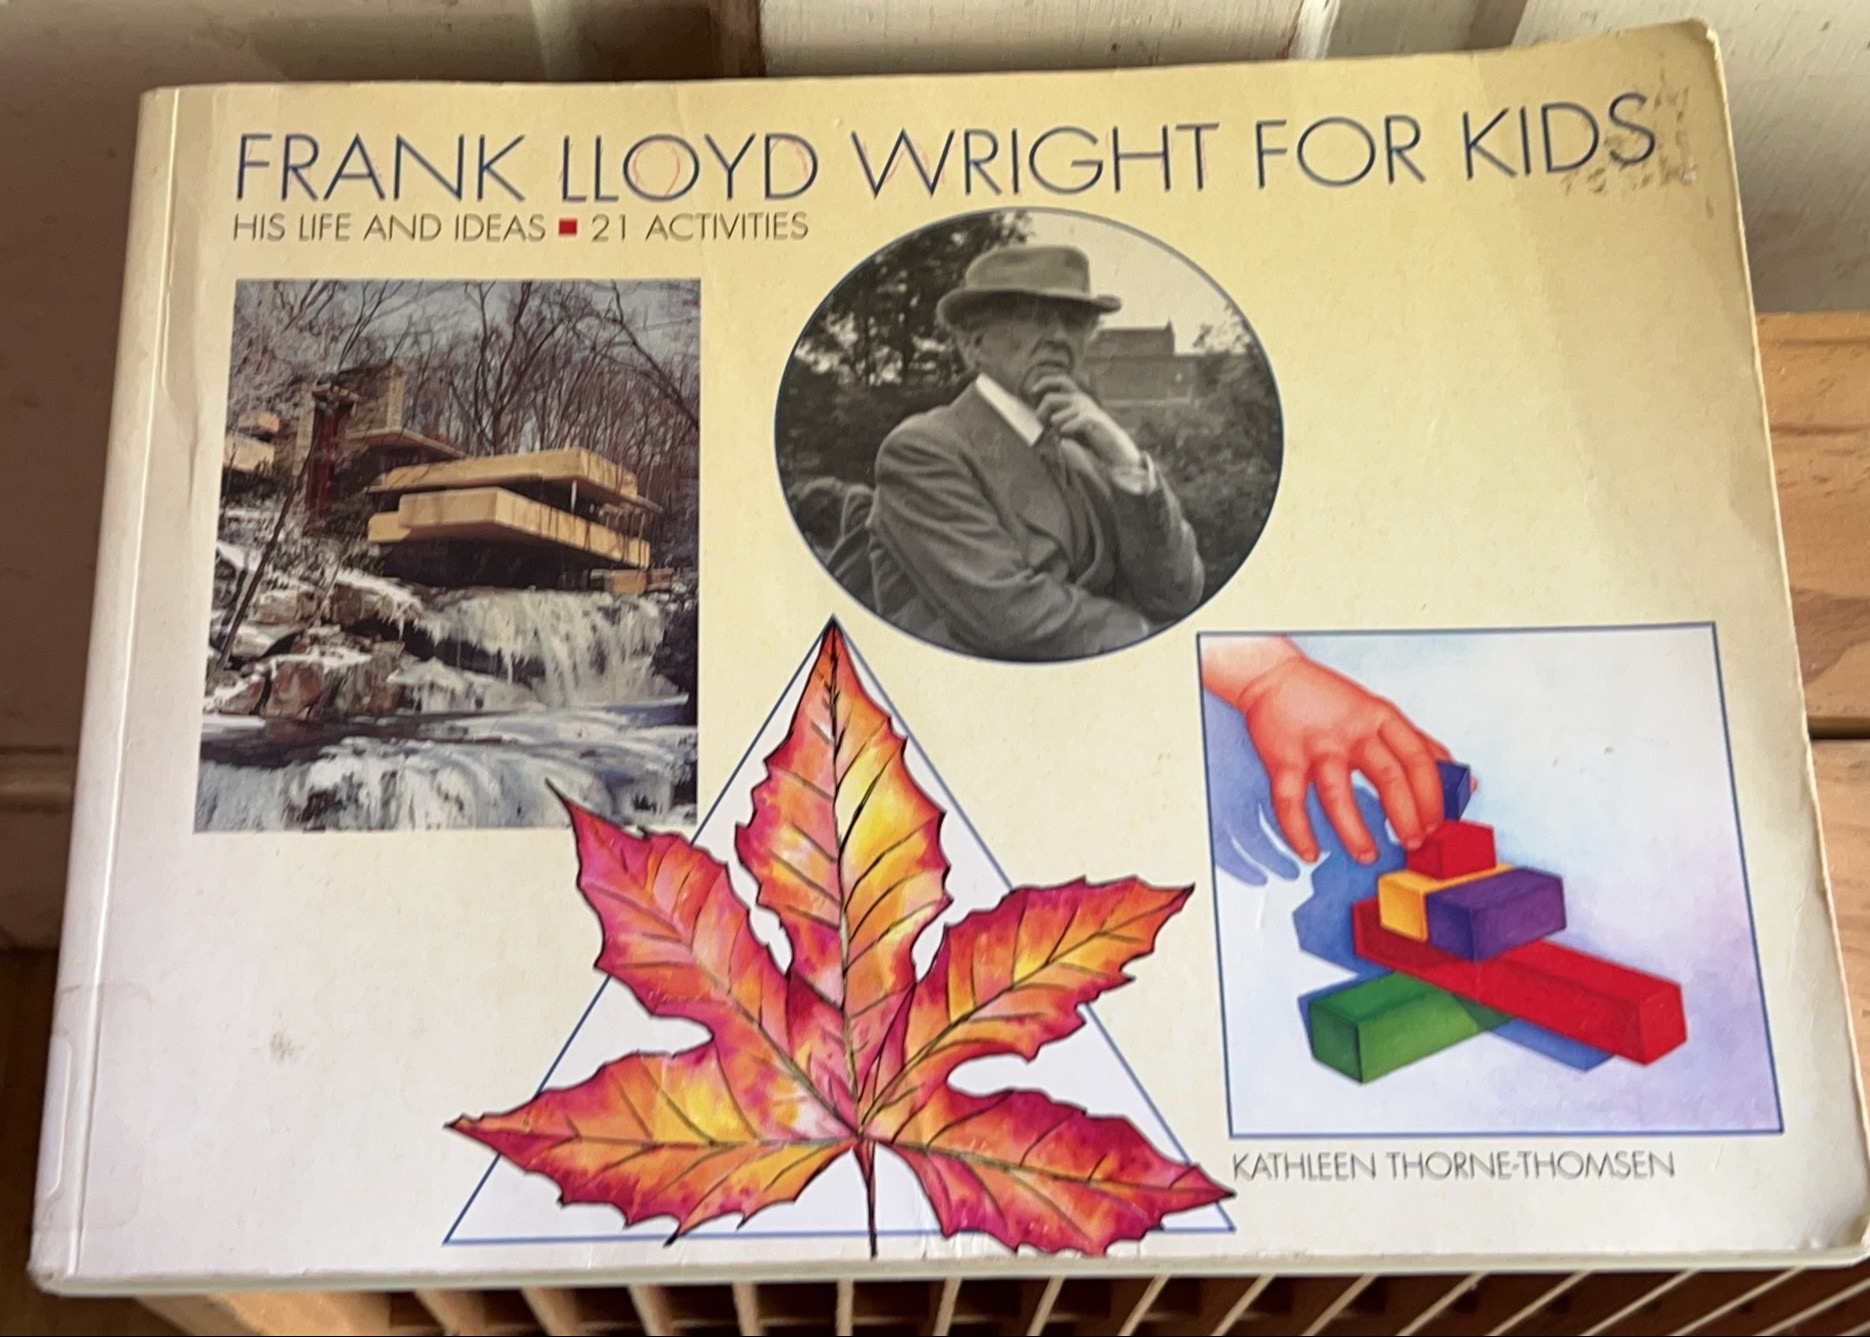 FRANK LLOYD WRIGHT FOR KIDS
HIS LIFE AND IDEAS ■ 21 ACTIVITIES
KATHLEEN THORNE-THOMSEN